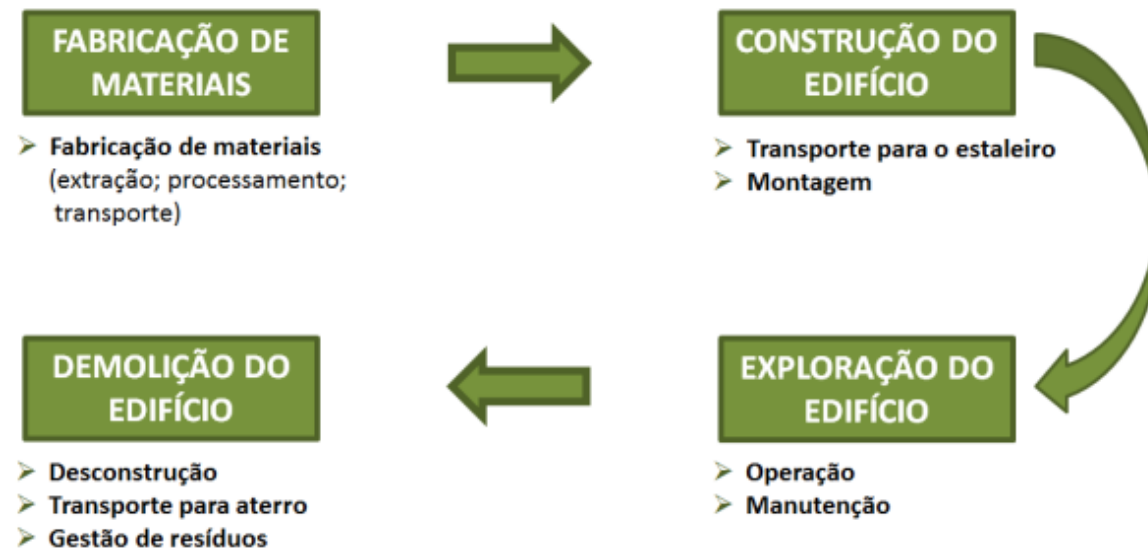 FABRICAÇÃO DE
MATERIAIS
➢ Fabricação de materiais
(extração; processamento;
transporte)
CONSTRUÇÃO DO
EDIFÍCIO
➢ Transporte para o estaleiro
➢ Montagem
DEMOLIÇÃO DO
EDIFÍCIO
➢ Desconstrução
➢ Transporte para aterro
➢ Gestão de resíduos
EXPLORAÇÃO DO
EDIFÍCIO
➢ Operação
➢ Manutenção